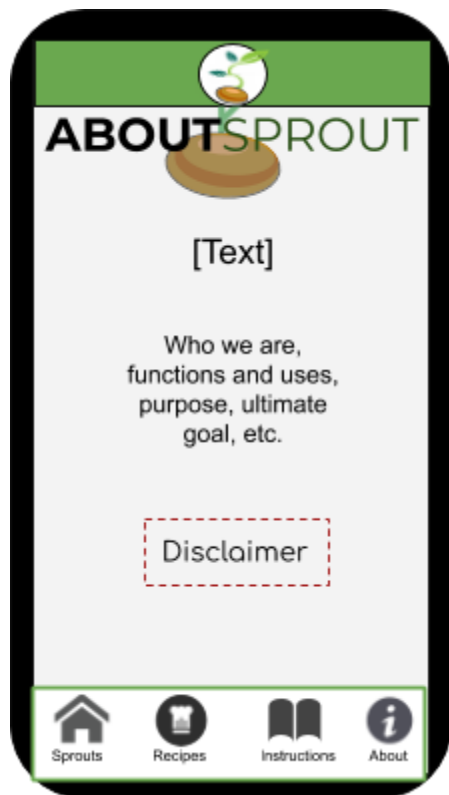 ABOUTSPROUT
[Text]
Who we are,
functions and uses,
purpose, ultimate
goal, etc.
Disclaimer
Sprouts Recipes Instructions About